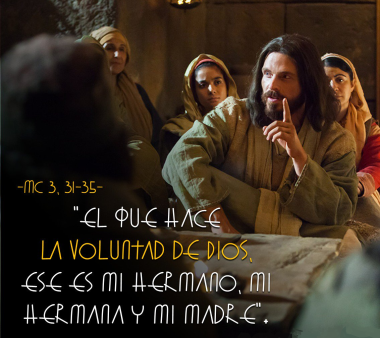 -MC 3, 31-35-
"EL QUE HACE
LA VOLUNTAD DE DIOS,
ESE ES MI HERMANO, MI
HERMANA Y MI MADRE".